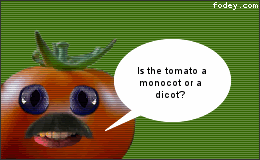 fodey.com
Is the tomato a
monocot or a
dicot?